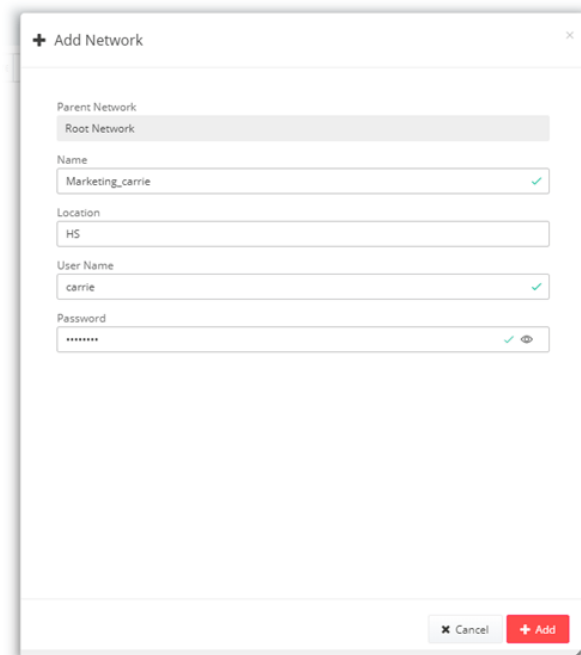 Add Network
Parent Network
Root Network
Name
Marketing_carrie
Location
HS
User Name
carrie
Password
••••••••
Cancel Add